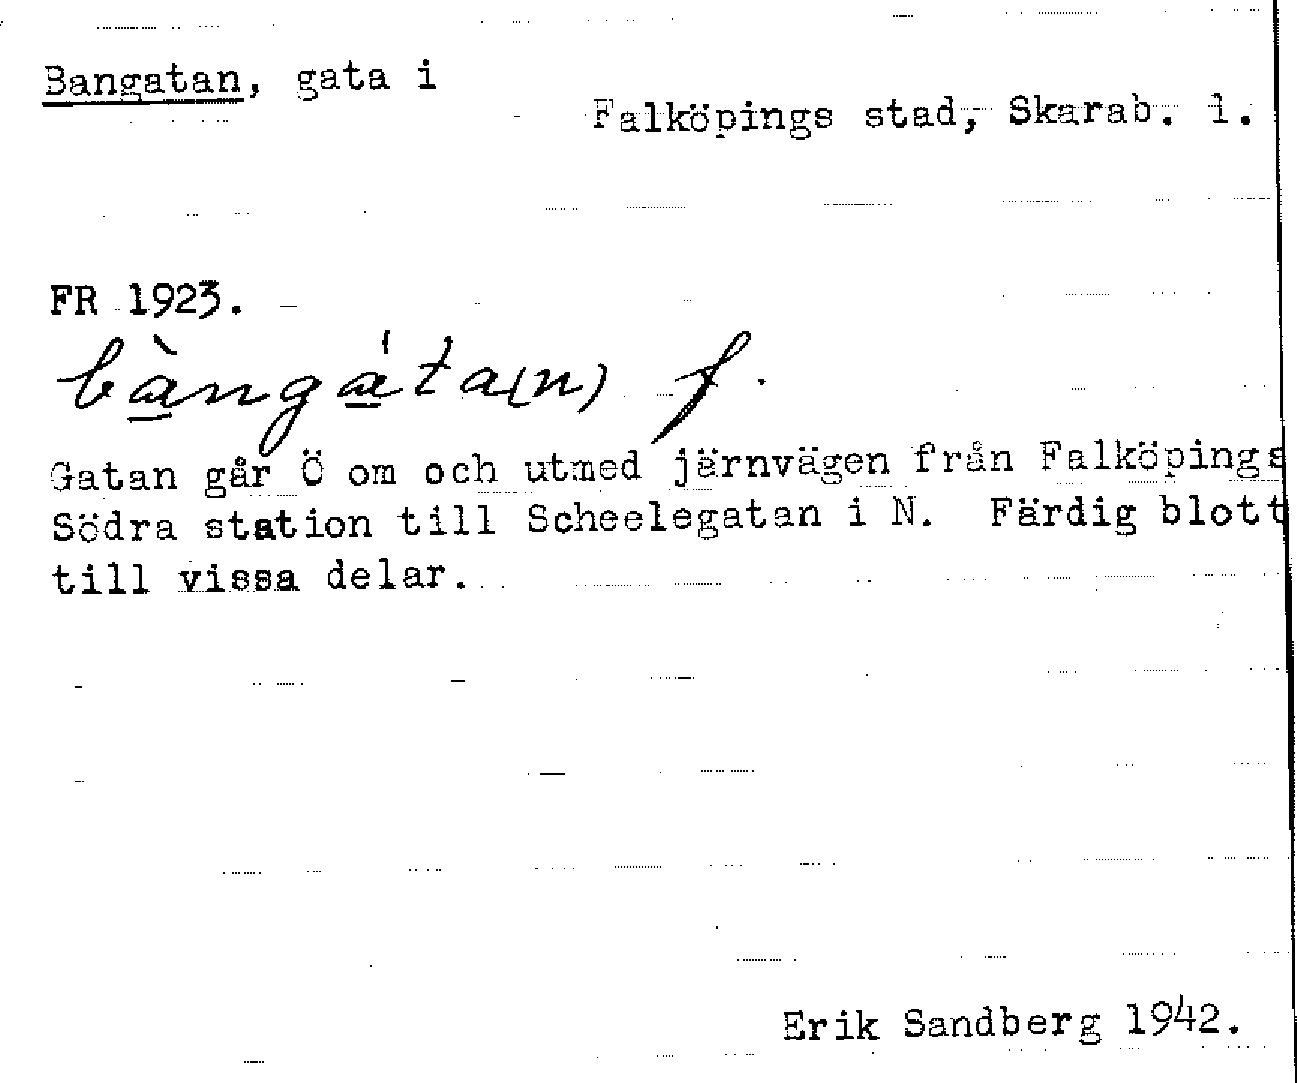 Bangatan, gata i
Falköpings stad, Skarab. l.
FR 1923.
bàngáta(n) f.
Gatan går Ö om och utmed järnvägen från Falköpings
Södra station till Scheelegatan i N. Färdig blott
till vissa delar.
Erik Sandberg 1942.